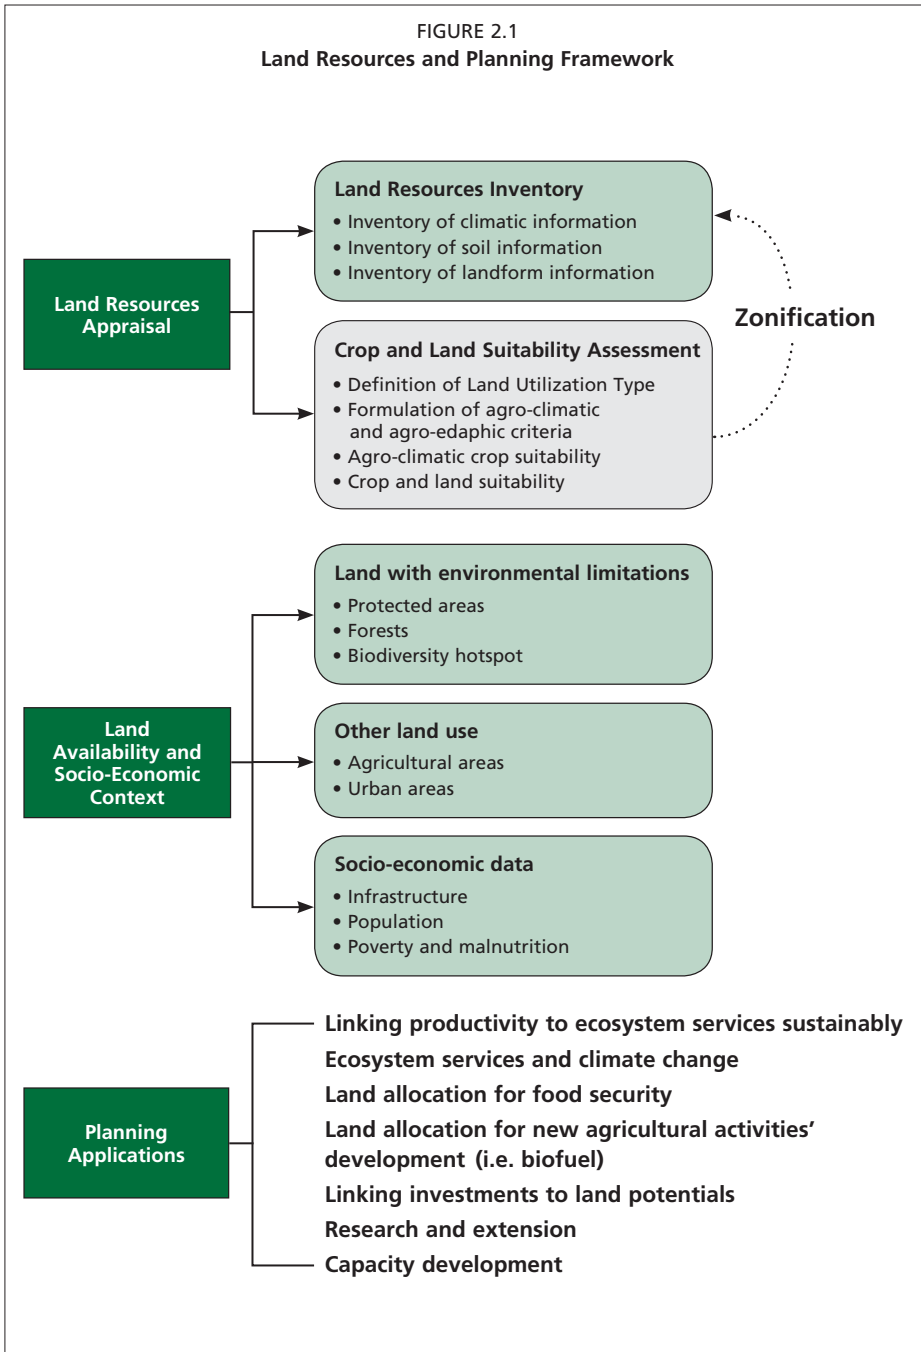 FIGURE 2.1
Land Resources and Planning Framework
Land Resources Inventory
• Inventory of climatic information
• Inventory of soil information
• Inventory of landform information
Land Resources
Appraisal
Zonification
Crop and Land Suitability Assessment
• Definition of Land Utilization Type
• Formulation of agro-climatic
and agro-edaphic criteria
• Agro-climatic crop suitability
• Crop and land suitability
Land with environmental limitations
• Protected areas
• Forests
• Biodiversity hotspot
Land
Availability and
Socio-Economic
Context
Other land use
• Agricultural areas
• Urban areas
Socio-economic data
• Infrastructure
• Population
• Poverty and malnutrition
Planning
Applications
Linking productivity to ecosystem services sustainably
Ecosystem services and climate change
Land allocation for food security
Land allocation for new agricultural activities’
development (i.e. biofuel)
Linking investments to land potentials
Research and extension
Capacity development